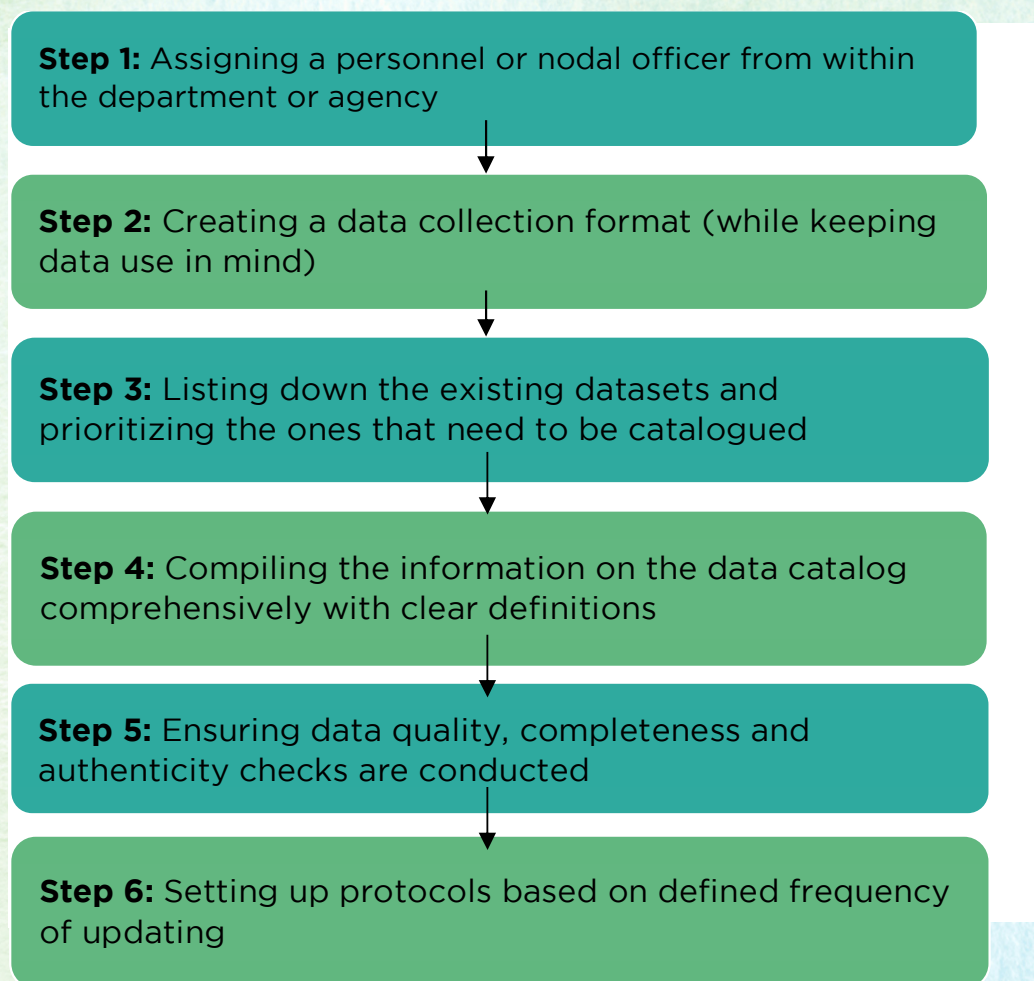 Step 1: Assigning a personnel or nodal officer from within
the department or agency
Step 2: Creating a data collection format (while keeping
data use in mind)
Step 3: Listing down the existing datasets and
prioritizing the ones that need to be catalogued
Step 4: Compiling the information on the data catalog
comprehensively with clear definitions
Step 5: Ensuring data quality, completeness and
authenticity checks are conducted
Step 6: Setting up protocols based on defined frequency
of updating